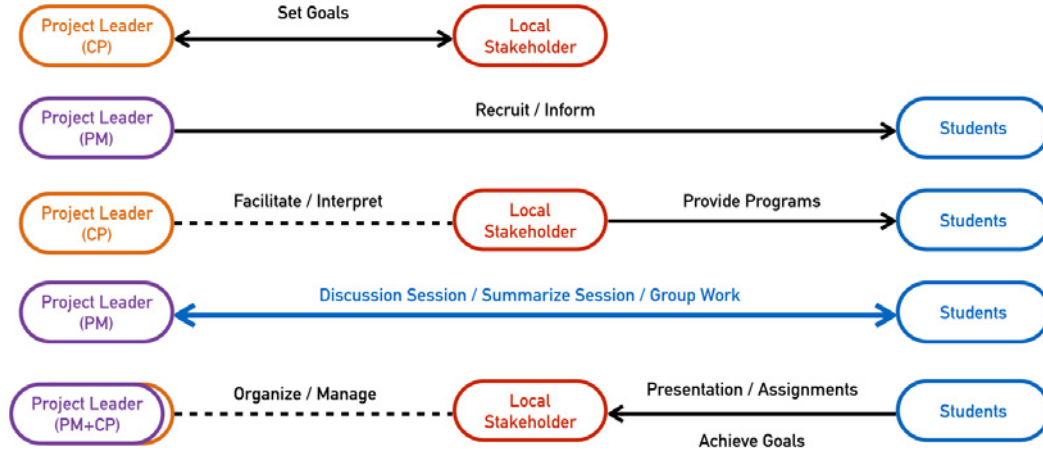 Set Goals
Project Leader
(CP)
Local
Stakeholder
Recruit / Inform
Project Leader
(PM)
Students
Facilitate / Interpret
Provide Programs
Project Leader
(CP)
Local
Stakeholder
Students
Discussion Session / Summarize Session / Group Work
Project Leader
(PM)
Students
Organize / Manage
Presentation / Assignments
Project Leader
(PM+CP)
Local
Stakeholder
Students
Achieve Goals